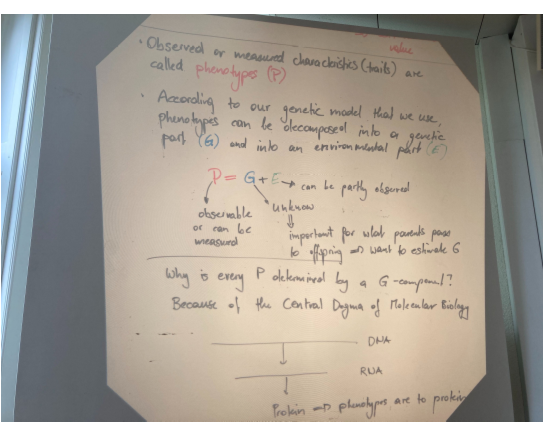 value
· Observed or measured characteristics (traits) are
called phenotypes (P)
· According to our genetic model that we use,
phenotypes can be decomposed into a genetic
part (G) and into an environmental part (E)
P = G + E → can be partly observed
observable
or can be
measured
unknown
⇓
important for what parents pass
to offspring ⇒ want to estimate G
Why is every P determined by a G-component?
Because of the Central Dogma of Molecular Biology
DNA
↓
RNA
↓
Protein ⇒ phenotypes are to protein